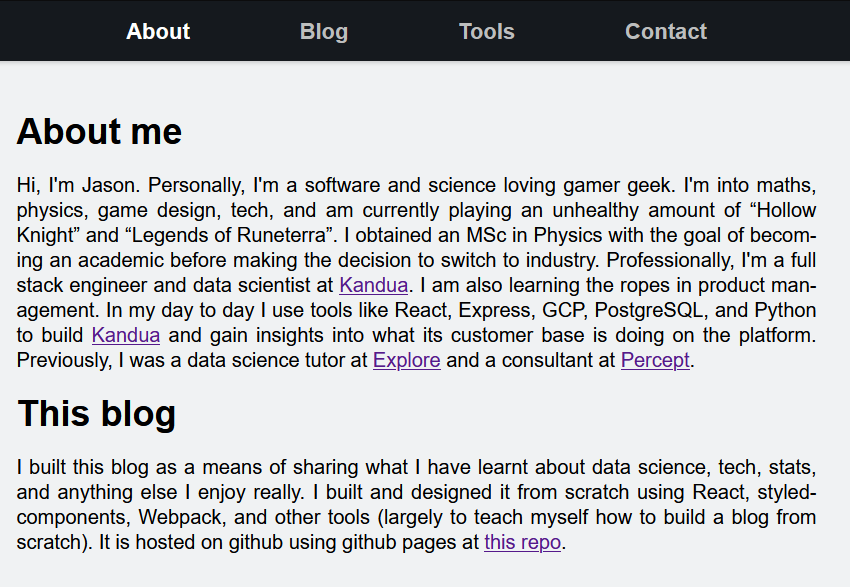 About Blog Tools Contact
About me
Hi, I'm Jason. Personally, I'm a software and science loving gamer geek. I'm into maths,
physics, game design, tech, and am currently playing an unhealthy amount of “Hollow
Knight” and “Legends of Runeterra”. I obtained an MSc in Physics with the goal of becom-
ing an academic before making the decision to switch to industry. Professionally, I'm a full
stack engineer and data scientist at Kandua. I am also learning the ropes in product man-
agement. In my day to day I use tools like React, Express, GCP, PostgreSQL, and Python
to build Kandua and gain insights into what its customer base is doing on the platform.
Previously, I was a data science tutor at Explore and a consultant at Percept.
This blog
I built this blog as a means of sharing what I have learnt about data science, tech, stats,
and anything else I enjoy really. I built and designed it from scratch using React, styled-
components, Webpack, and other tools (largely to teach myself how to build a blog from
scratch). It is hosted on github using github pages at this repo.